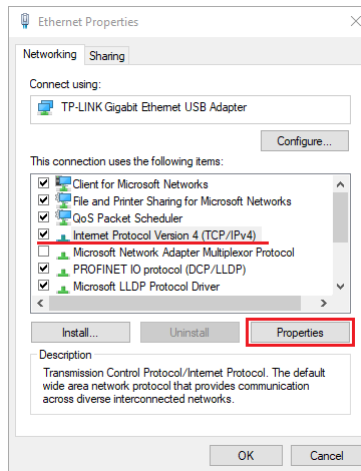 Ethernet Properties
Networking
Sharing
Connect using:
TP-LINK Gigabit Ethernet USB Adapter
Configure...
This connection uses the following items:
Client for Microsoft Networks
File and Printer Sharing for Microsoft Networks
QoS Packet Scheduler
Internet Protocol Version 4 (TCP/IPv4)
Microsoft Network Adapter Multiplexor Protocol
PROFINET IO protocol (DCP/LLDP)
Microsoft LLDP Protocol Driver
Install...
Uninstall
Properties
Description
Transmission Control Protocol/Internet Protocol. The default
wide area network protocol that provides communication
across diverse interconnected networks.
OK
Cancel